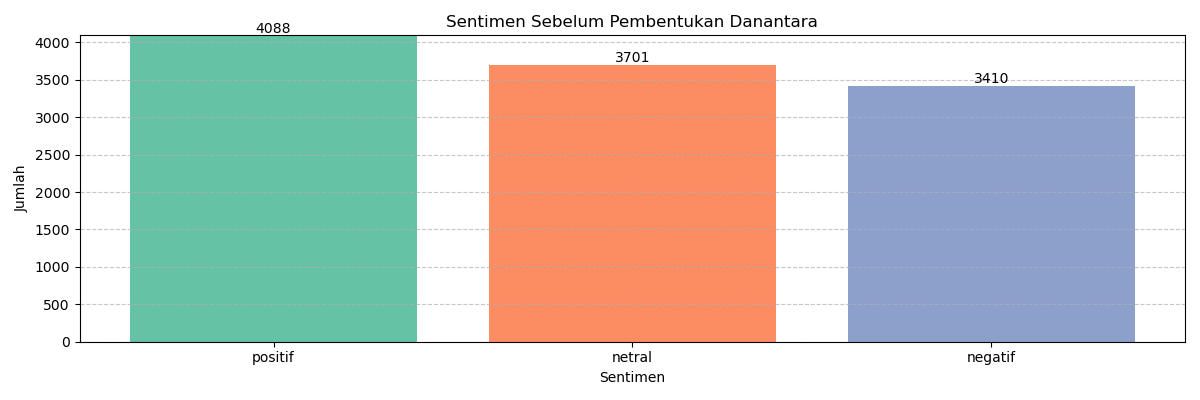 Sentimen Sebelum Pembentukan Danantara
4088
3701
3410
4000
3500
3000
2500
2000
1500
1000
500
0
Jumlah
positif
netral
negatif
Sentimen